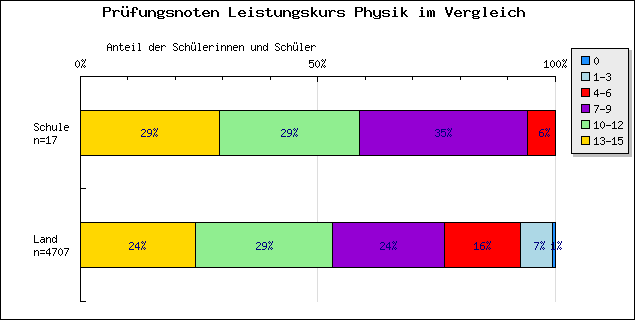 Prüfungsnoten Leistungskurs Physik im Vergleich
Anteil der Schülerinnen und Schüler
0% 50% 100%
0
1-3
4-6
7-9
10-12
13-15
Schule
n=17
29% 29% 35% 6%
Land
n=4707
24% 29% 24% 16% 7% 1%